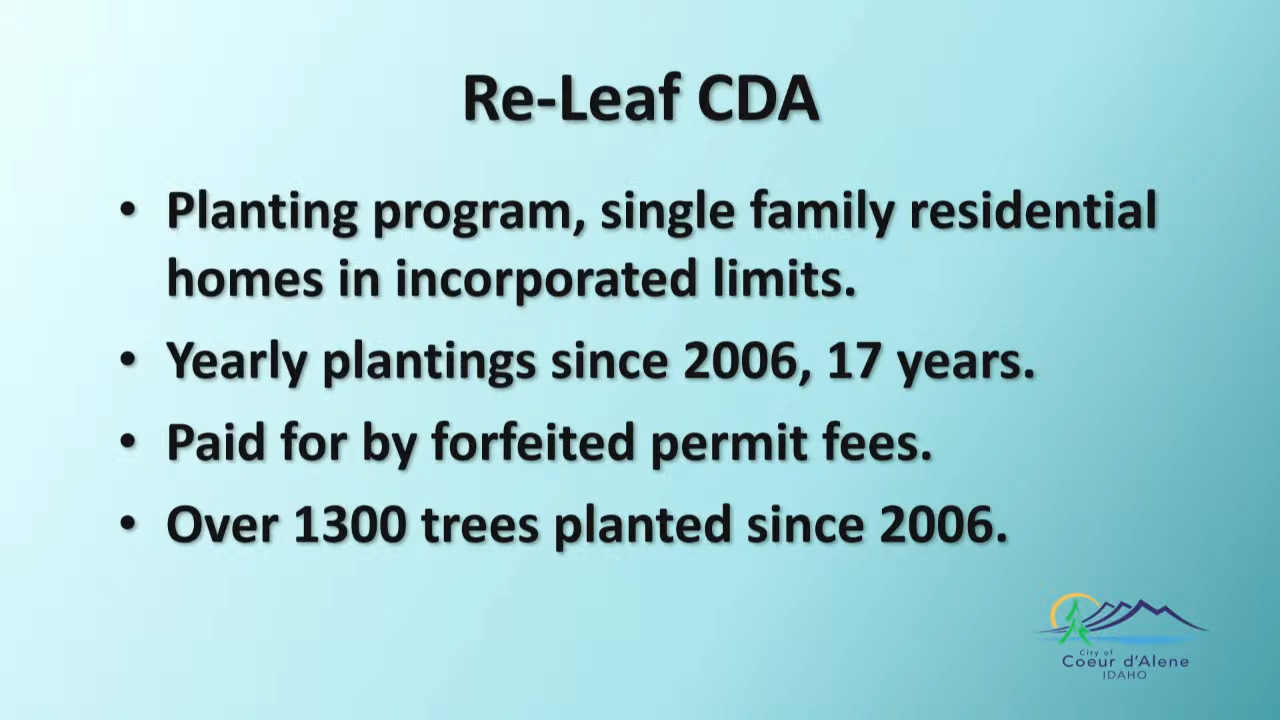 Re-Leaf CDA
• Planting program, single family residential
homes in incorporated limits.
• Yearly plantings since 2006, 17 years.
• Paid for by forfeited permit fees.
• Over 1300 trees planted since 2006.
City of
Coeur d'Alene
IDAHO